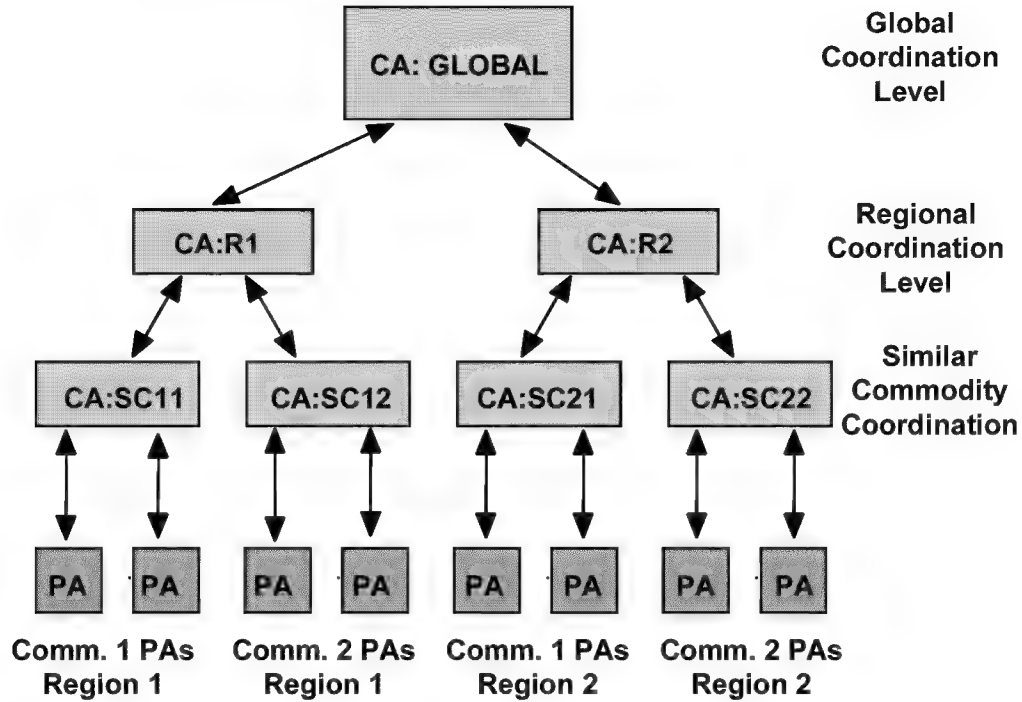 CA: GLOBAL
Global
Coordination
Level
CA:R1
CA:R2
Regional
Coordination
Level
CA:SC11
CA:SC12
CA:SC21
CA:SC22
Similar
Commodity
Coordination
PA
PA
PA
PA
PA
PA
PA
PA
Comm. 1 PAs
Region 1
Comm. 2 PAs
Region 1
Comm. 1 PAs
Region 2
Comm. 2 PAs
Region 2